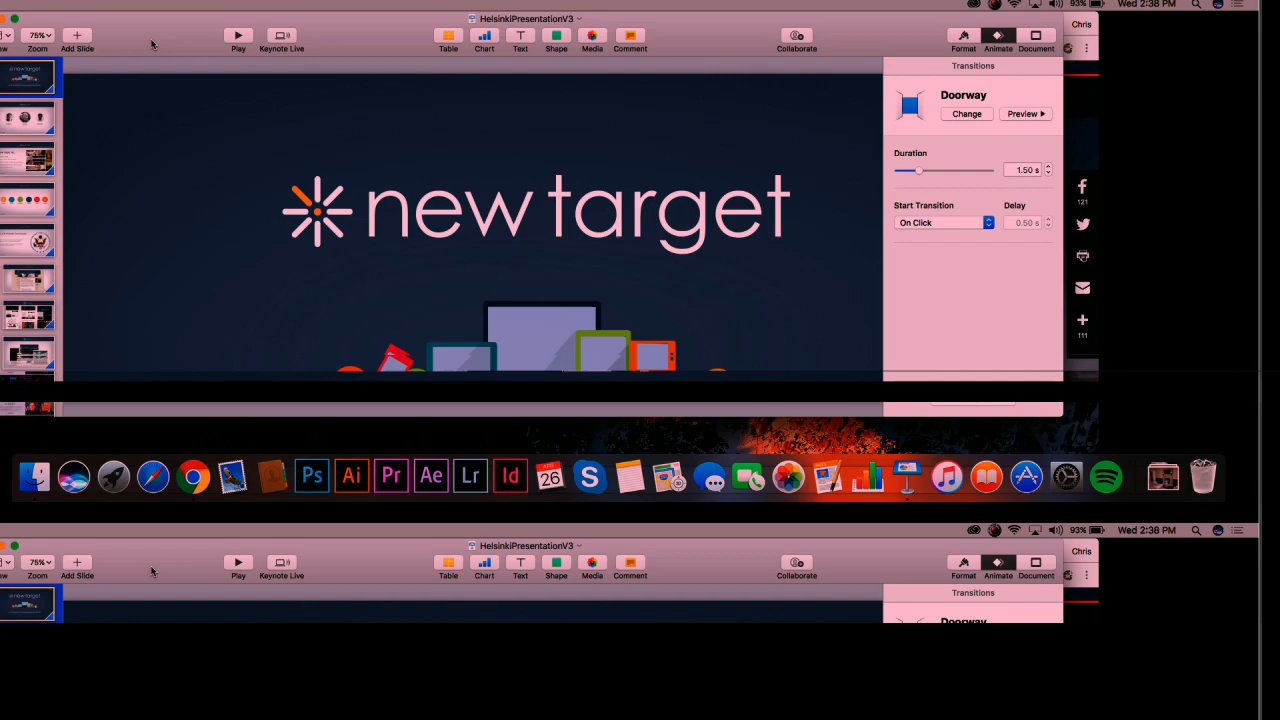 93% Wed 2:38 PM
HelsinkiPresentationV3
Chris
75%
Zoom Add Slide Play Keynote Live Table Chart Text Shape Media Comment Collaborate Format Animate Document
Transitions
Doorway
Change Preview
new target
Duration
1.50 s
Start Transition Delay
On Click 0.50 s
121
111
Ps Ai Pr Ae Lr Id 26 S
93% Wed 2:38 PM
HelsinkiPresentationV3
Chris
75%
Zoom Add Slide Play Keynote Live Table Chart Text Shape Media Comment Collaborate Format Animate Document
Transitions
new target
Doorway